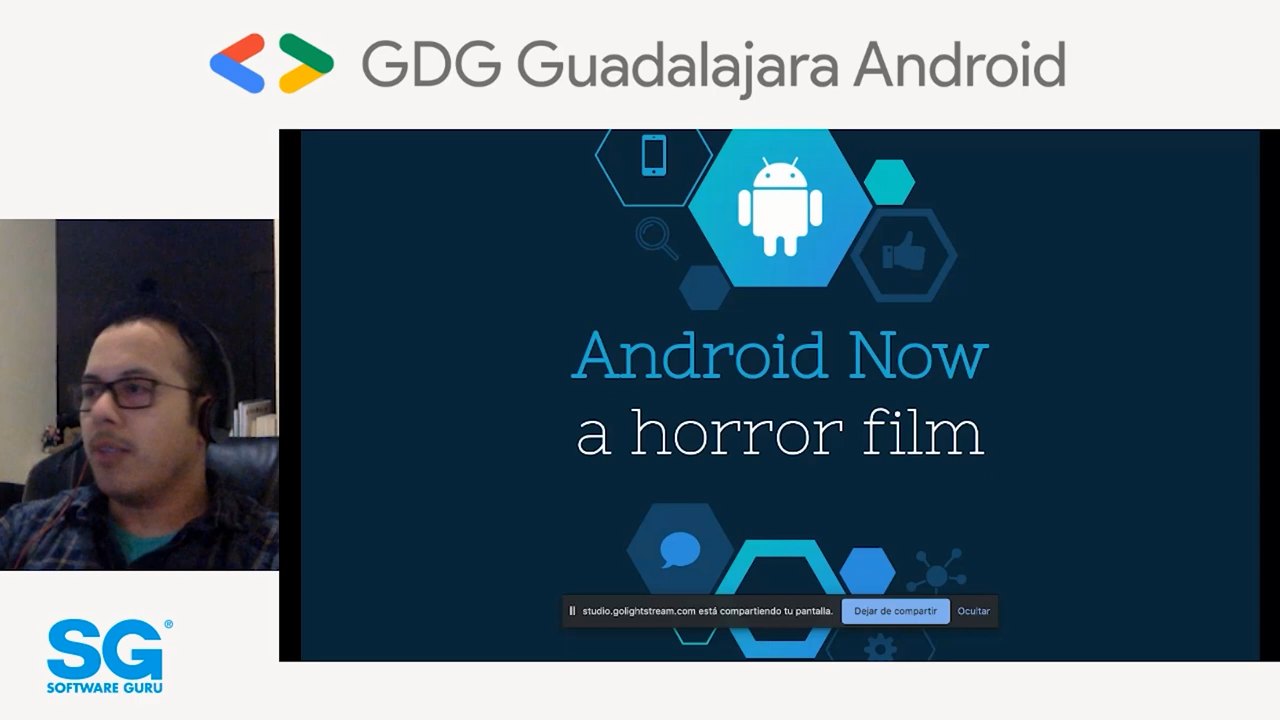 GDG Guadalajara Android
Android Now
a horror film
studio.golightstream.com está compartiendo tu pantalla. Dejar de compartir Ocultar
SG®
SOFTWARE GURU